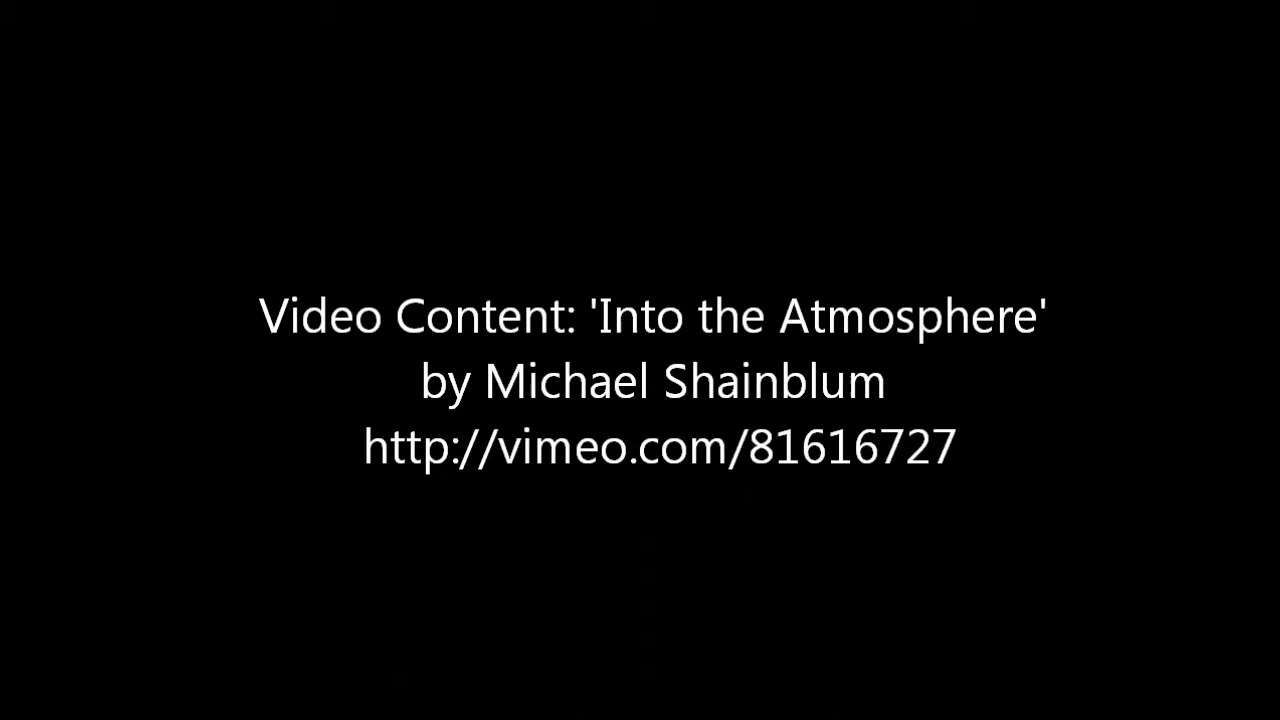 Video Content: 'Into the Atmosphere'
by Michael Shainblum
http://vimeo.com/81616727